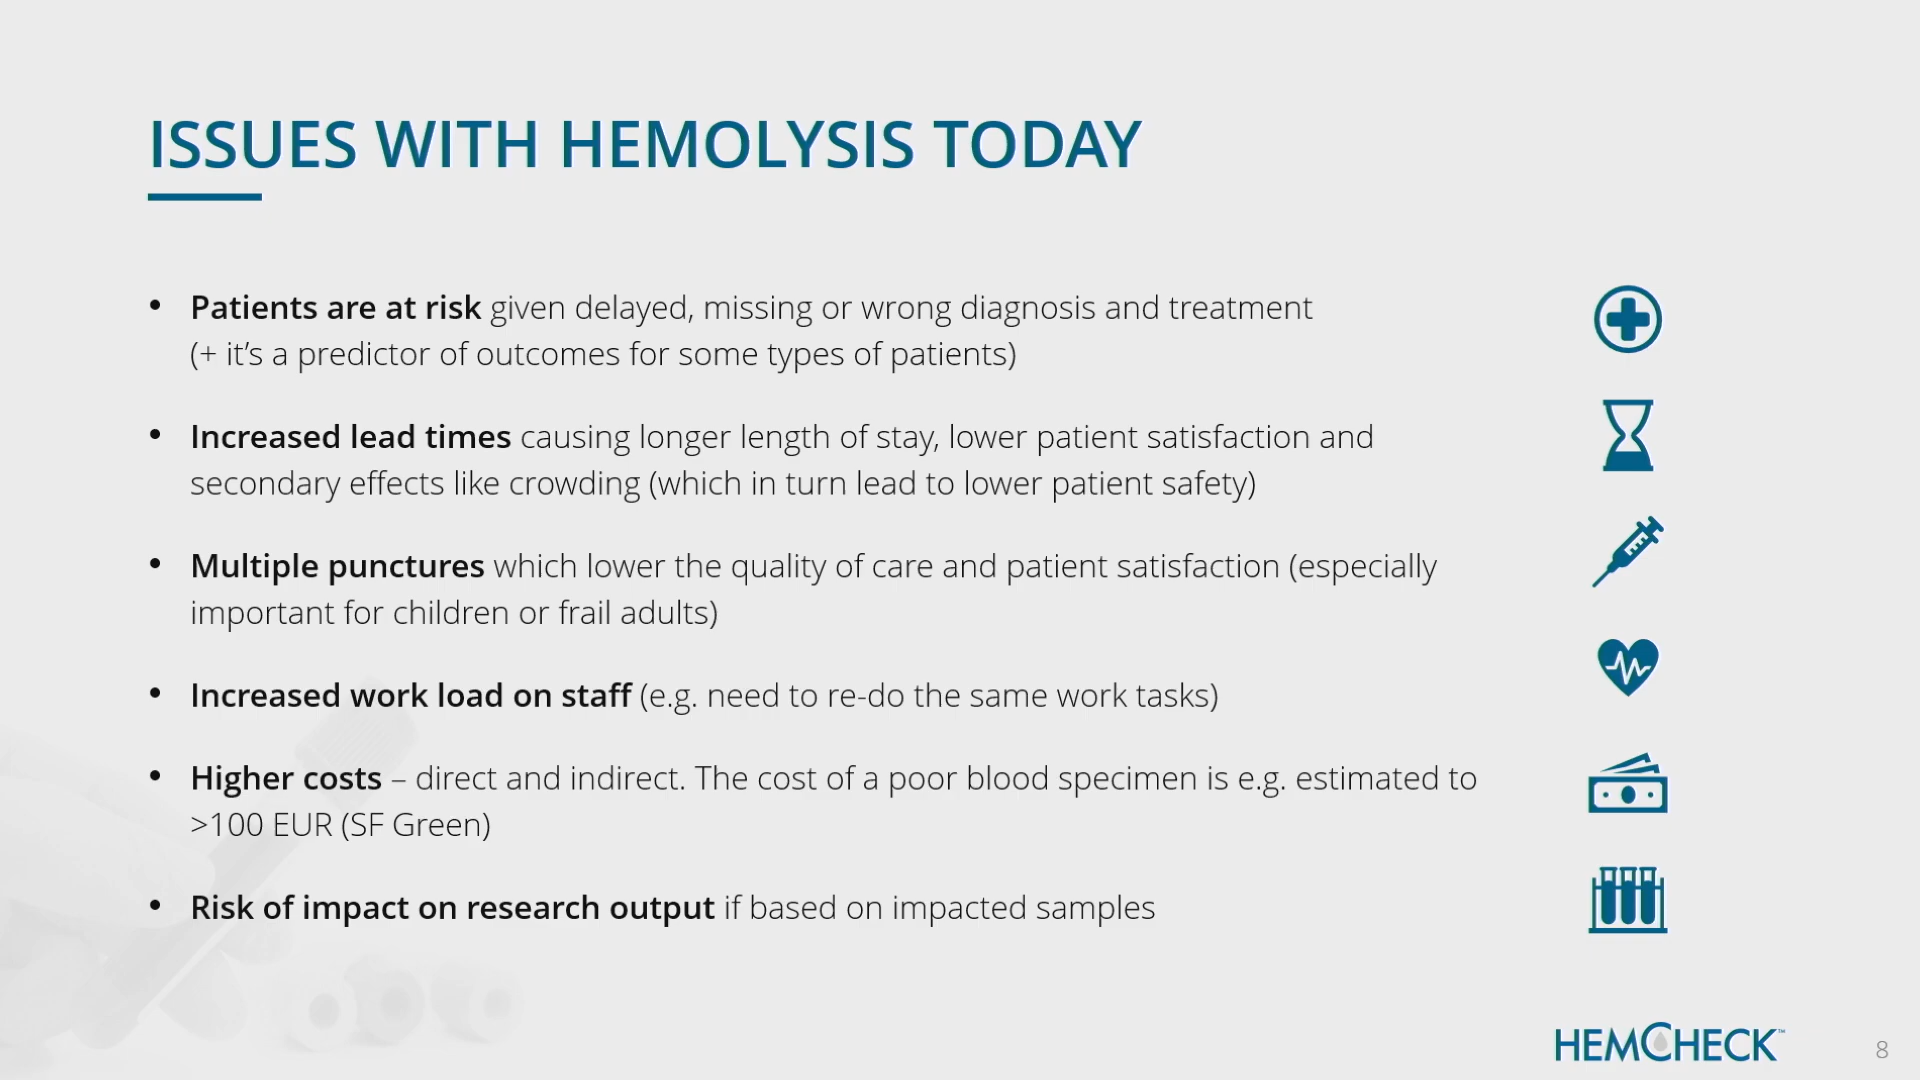 ISSUES WITH HEMOLYSIS TODAY
• Patients are at risk given delayed, missing or wrong diagnosis and treatment
(+ it’s a predictor of outcomes for some types of patients)
• Increased lead times causing longer length of stay, lower patient satisfaction and
secondary effects like crowding (which in turn lead to lower patient safety)
• Multiple punctures which lower the quality of care and patient satisfaction (especially
important for children or frail adults)
• Increased work load on staff (e.g. need to re-do the same work tasks)
• Higher costs – direct and indirect. The cost of a poor blood specimen is e.g. estimated to
>100 EUR (SF Green)
• Risk of impact on research output if based on impacted samples
HEMCHECK™
8